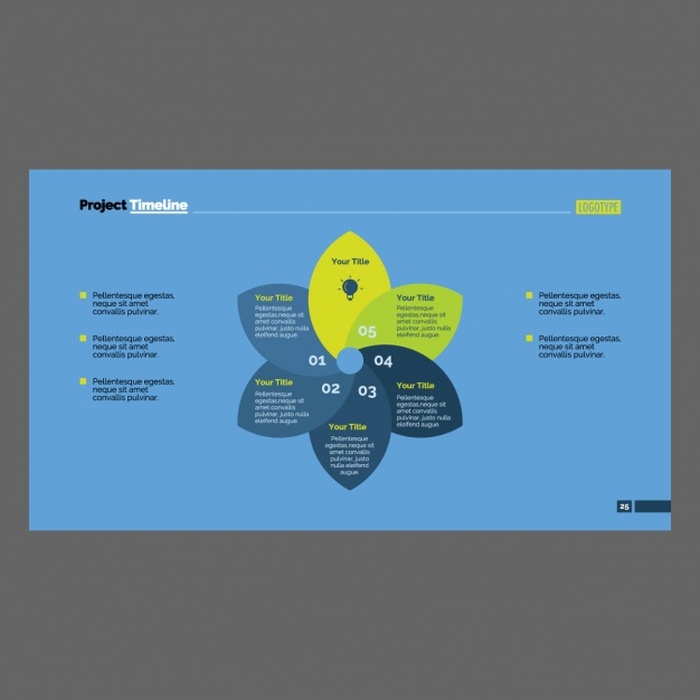 Project Timeline
LOGOTYPE
Pellentesque egestas,
neque sit amet
convallis pulvinar.
Pellentesque egestas,
neque sit amet
convallis pulvinar.
Pellentesque egestas,
neque sit amet
convallis pulvinar.
Your Title
Your Title
Pellentesque
egestas,neque sit
amet convallis
pulvinar, justo nulla
eleifend augue.
01
Your Title
Pellentesque
egestas,neque sit
amet convallis
pulvinar, justo nulla
eleifend augue.
05
04
Your Title
Pellentesque
egestas,neque sit
amet convallis
pulvinar, justo nulla
eleifend augue.
02
03
Your Title
Pellentesque
egestas,neque sit
amet convallis
pulvinar, justo nulla
eleifend augue.
Your Title
Pellentesque
egestas,neque sit
amet convallis
pulvinar, justo
nulla eleifend
augue.
Pellentesque egestas,
neque sit amet
convallis pulvinar.
Pellentesque egestas,
neque sit amet
convallis pulvinar.
25